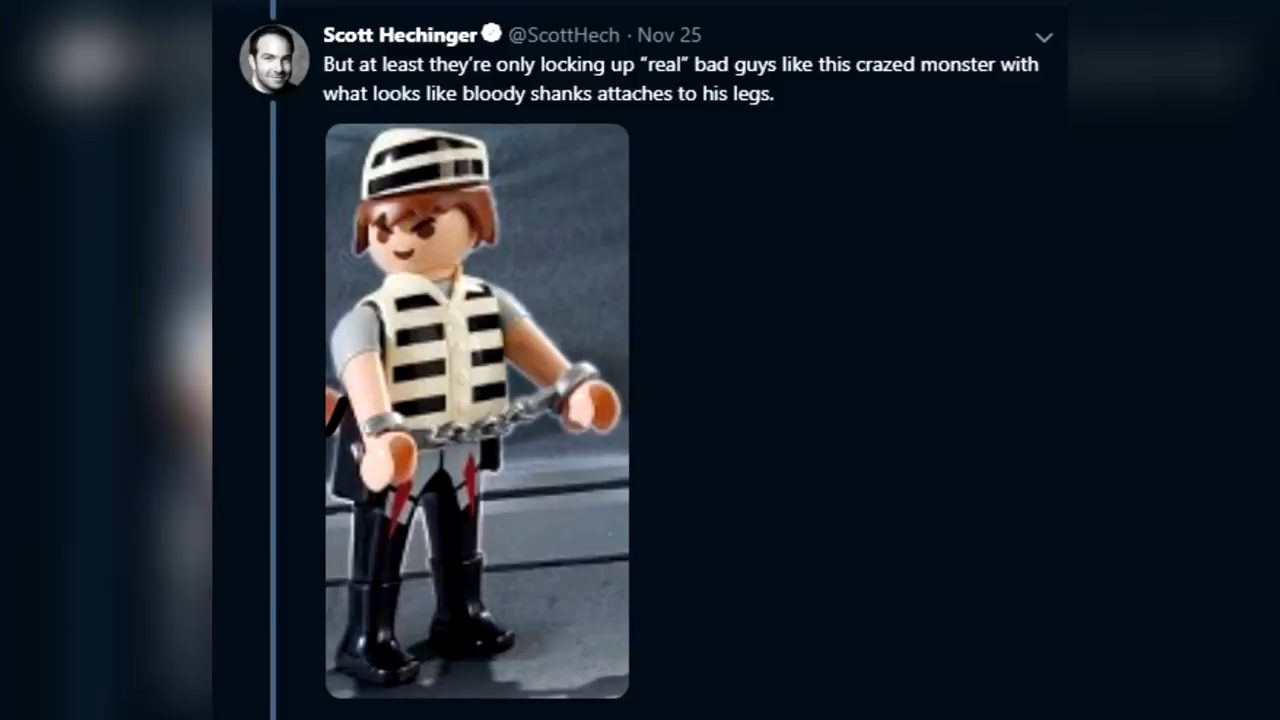 Scott Hechinger @ScottHech · Nov 25
But at least they’re only locking up “real” bad guys like this crazed monster with
what looks like bloody shanks attaches to his legs.